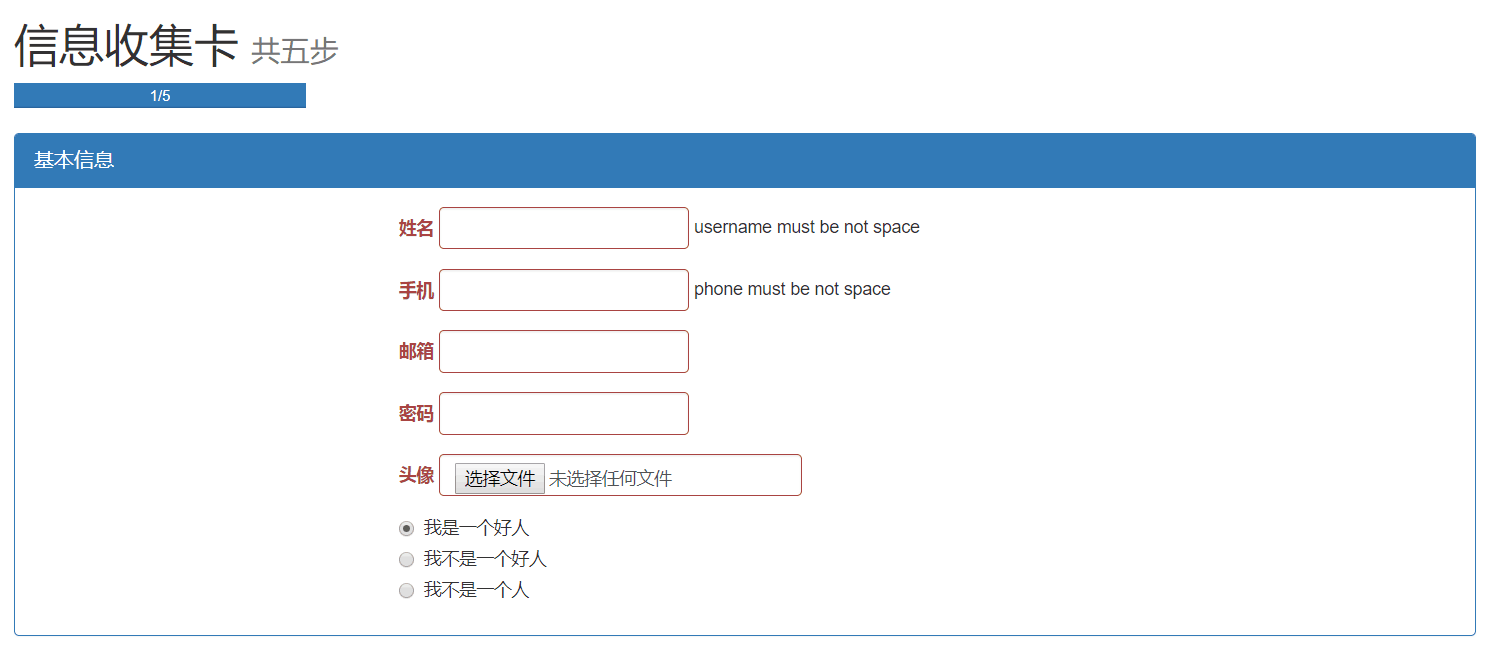 信息收集卡 共五步
1/5
基本信息
姓名 username must be not space
手机 phone must be not space
邮箱
密码
头像 选择文件 未选择任何文件
我是一个好人
我不是一个好人
我不是一个人